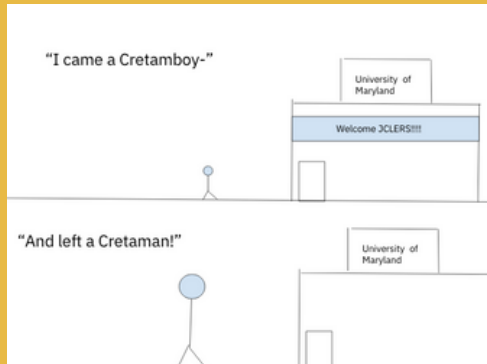 “I came a Cretamboy-”
University of
Maryland
Welcome JCLERS!!!!
“And left a Cretaman!”
University of
Maryland